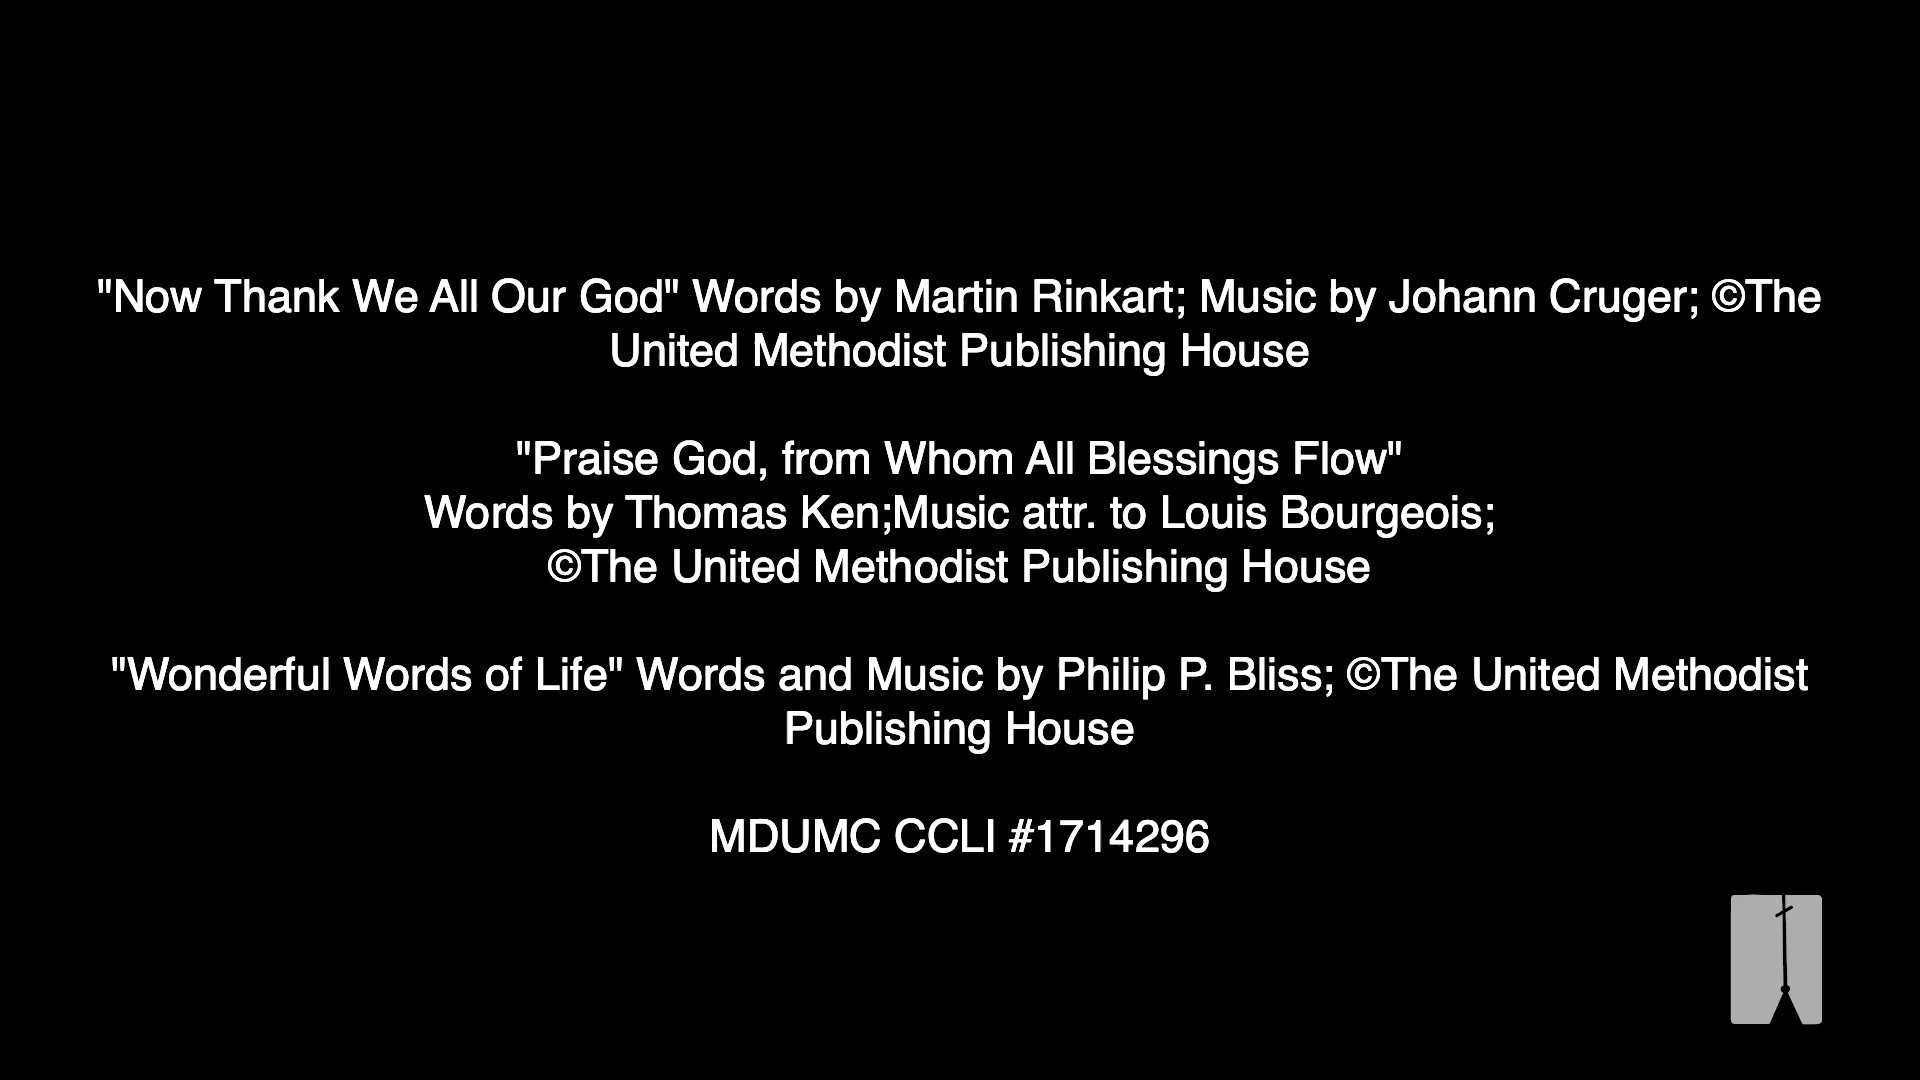 "Now Thank We All Our God" Words by Martin Rinkart; Music by Johann Cruger; ©The
United Methodist Publishing House
"Praise God, from Whom All Blessings Flow"
Words by Thomas Ken;Music attr. to Louis Bourgeois;
©The United Methodist Publishing House
"Wonderful Words of Life" Words and Music by Philip P. Bliss; ©The United Methodist
Publishing House
MDUMC CCLI #1714296